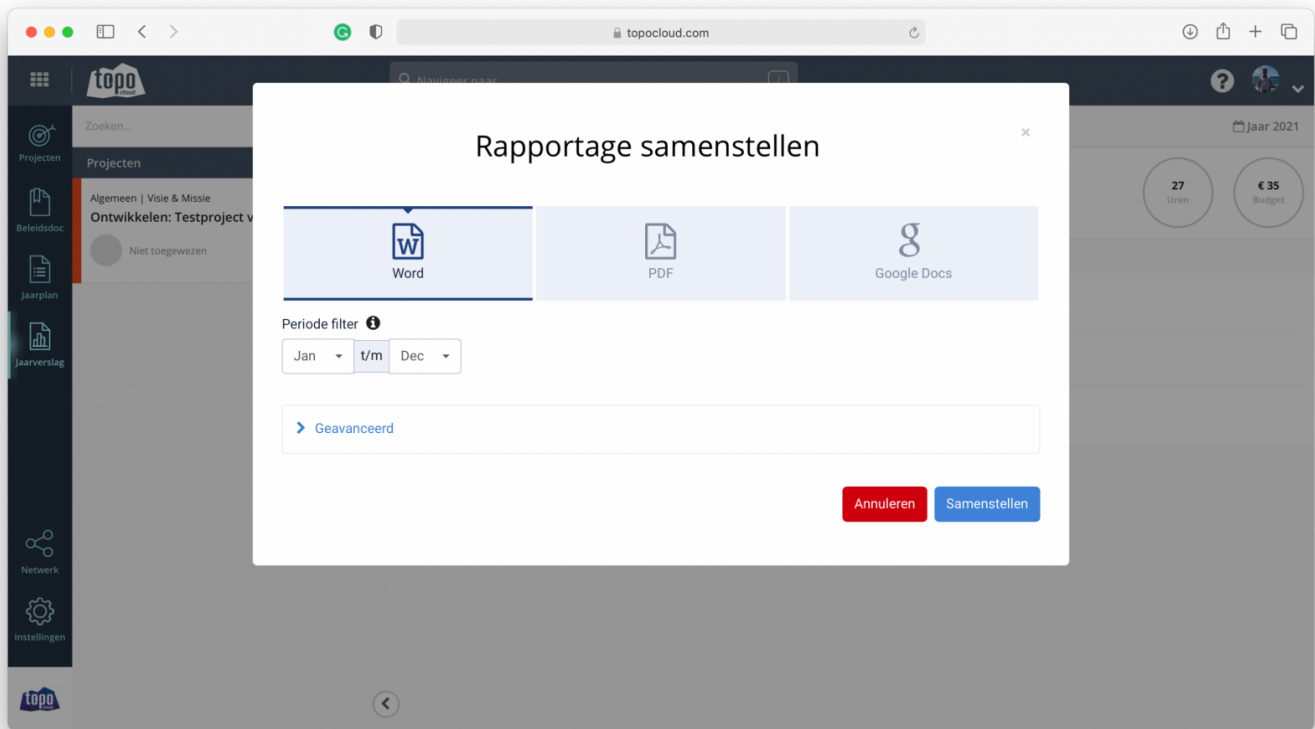 topocloud.com
topo
cloud
Navigeer naar
/
Zoeken...
Jaar 2021
Projecten
Beleidsdoc
Jaarplan
Jaarverslag
Netwerk
Instellingen
topo
Projecten
Algemeen | Visie & Missie
Ontwikkelen: Testproject v
Niet toegewezen
27
Uren
€ 35
Budget
Rapportage samenstellen
×
Word
PDF
Google Docs
Periode filter
Jan t/m Dec
Geavanceerd
Annuleren Samenstellen